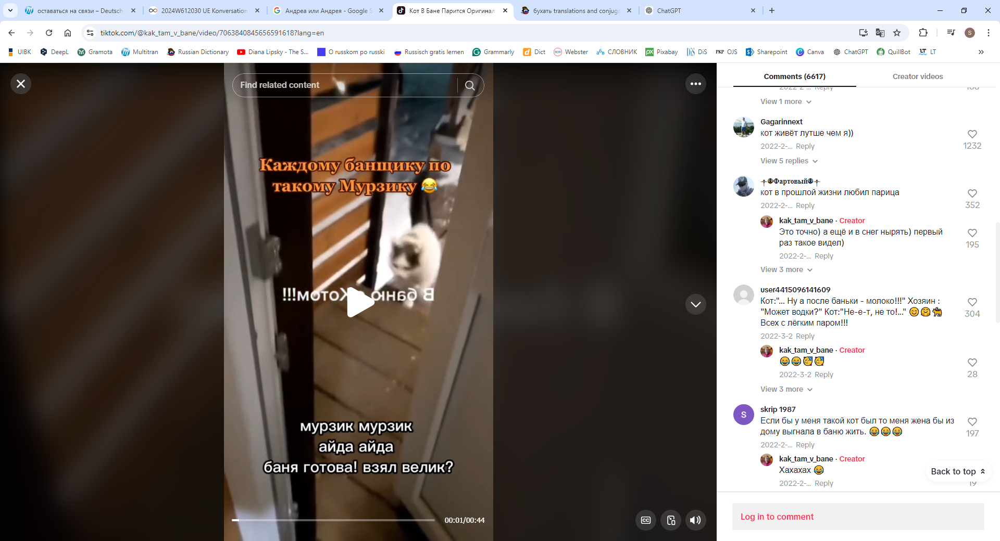 оставаться на связи – Deutsch
2024W612030 UE Konversation
Андреа или Андрея - Google S
Кот В Бане Парится Оригинал
бухать translations and conjuga
ChatGPT
tiktok.com/@kak_tam_v_bane/video/7063840845656591618?lang=en
S
UIBK
DeepL
Gramota
Multitran
Russian Dictionary
Diana Lipsky - The S...
O russkom po russki
Russisch gratis lernen
Grammarly
Dict
Webster
СЛОВНИК
Pixabay
DiS
OJS
Sharepoint
Canva
ChatGPT
QuillBot
LT
Find related content
Каждому банщику по
такому Мурзику 😂
мурзик мурзик
айда айда
баня готова! взял велик?
00:01/00:44
Comments (6617)
Creator videos
View 1 more
Gagarinnext
кот живёт лутше чем я))
2022-2-... Reply
1232
View 5 replies
Фартовый
кот в прошлой жизни любил парица
2022-2-... Reply
352
kak_tam_v_bane · Creator
Это точно) а ещё и в снег нырять) первый
раз такое видел)
2022-2-... Reply
195
View 3 more
user4415096141609
Кот:"... Ну а после баньки - молоко!!!" Хозяин :
"Может водки?" Кот:"Не-е-т, не то!..." 😊🤗🐈
Всех с лёгким паром!!!
2022-3-2 Reply
304
kak_tam_v_bane · Creator
😂😂🥳🥳
2022-3-2 Reply
28
View 3 more
skrip 1987
S
Если бы у меня такой кот был то меня жена бы из
дому выгнала в баню жить. 😂😂😂
2022-2-... Reply
197
kak_tam_v_bane · Creator
Хахахах 😂
2022-2-... Reply
19
Back to top
Log in to comment